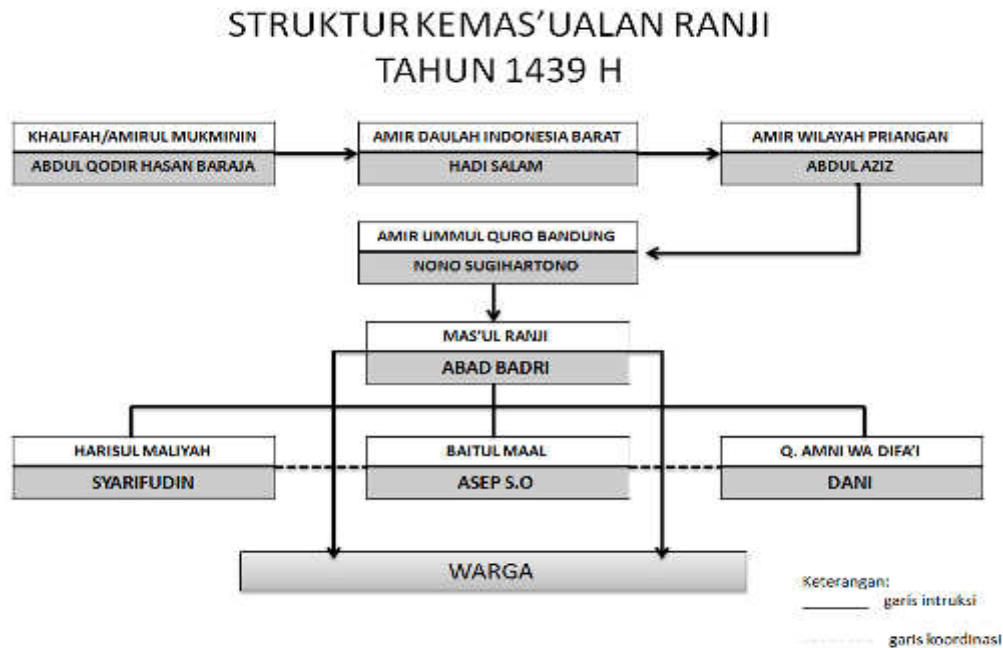 STRUKTUR KEMAS'UALAN RANJI
TAHUN 1439 H
KHALIFAH/AMIRUL MUKMININ
ABDUL QODIR HASAN BARAJA
AMIR DAULAH INDONESIA BARAT
HADI SALAM
AMIR WILAYAH PRIANGAN
ABDUL AZIZ
AMIR UMMUL QURO BANDUNG
NONO SUGIHARTONO
MAS'UL RANJI
ABAD BADRI
HARISUL MALIYAH
SYARIFUDIN
BAITUL MAAL
ASEP S.O
Q. AMNI WA DIFA'I
DANI
WARGA
Keterangan:
garis intruksi
garis koordinasi